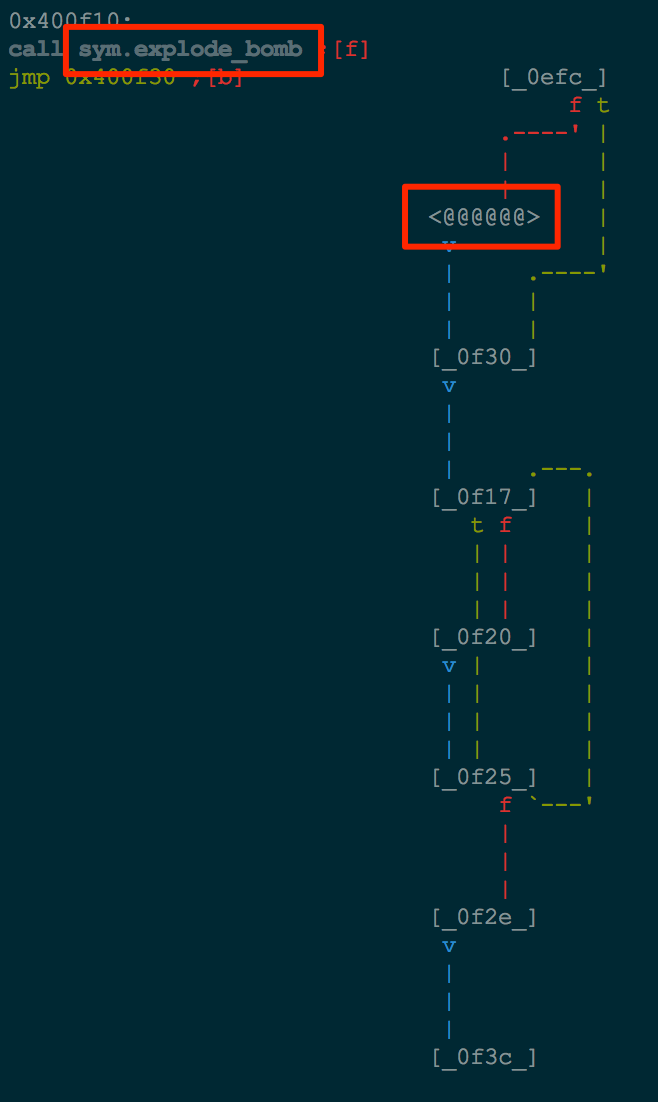 0x400f10:
call sym.explode_bomb ;[f]
jmp 0x400f30 ;[b]
[_0efc_]
f t
<@@@@@@>
v
[_0f30_]
v
[_0f17_]
t f
[_0f20_]
v
[_0f25_]
f
[_0f2e_]
v
[_0f3c_]